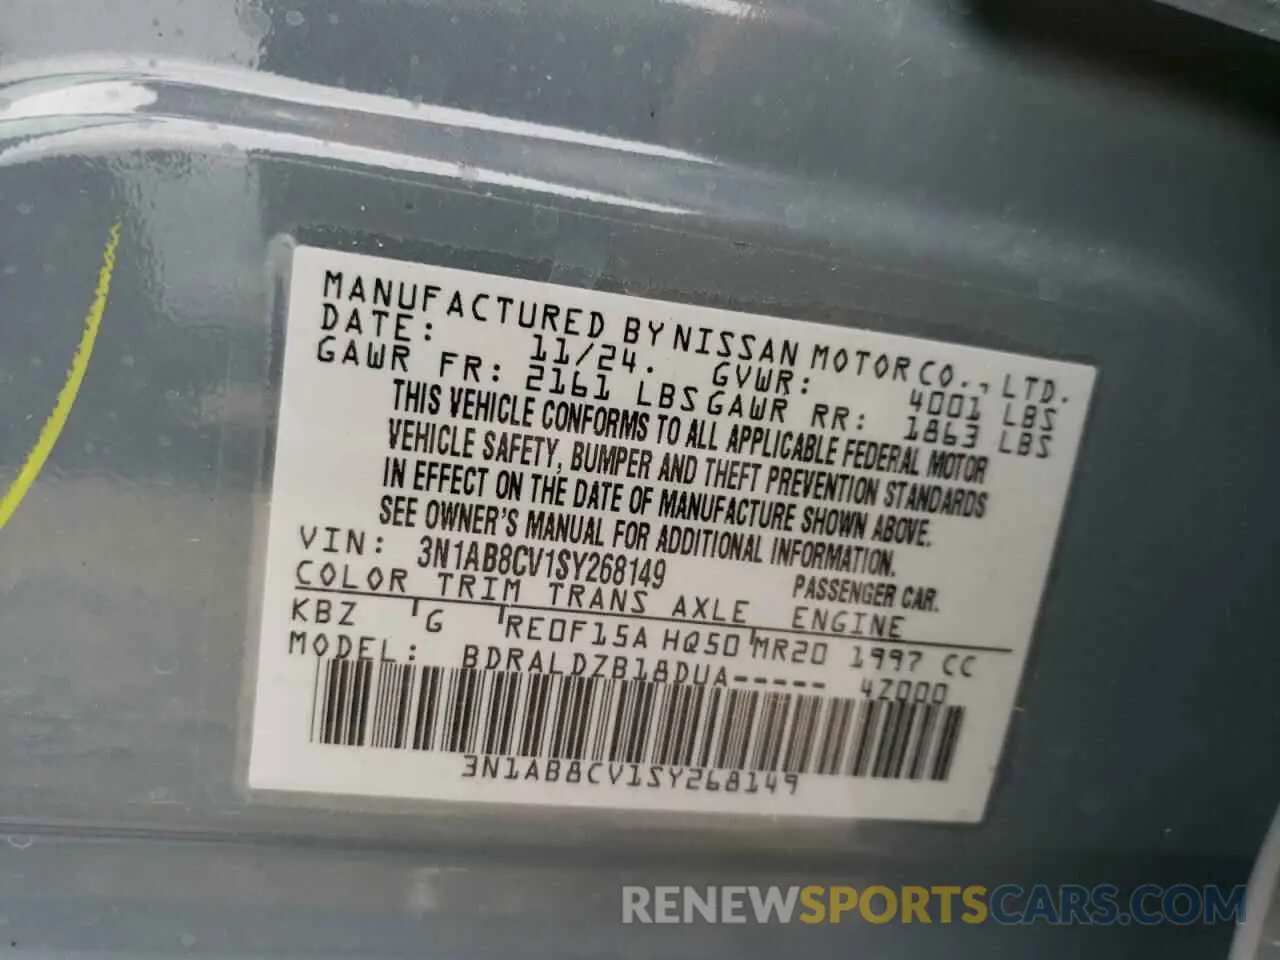 MANUFACTURED BY NISSAN MOTOR CO., LTD.
DATE: 11/24. GVWR: 4001 LBS
GAWR FR: 2161 LBS GAWR RR: 1863 LBS
THIS VEHICLE CONFORMS TO ALL APPLICABLE FEDERAL MOTOR
VEHICLE SAFETY, BUMPER AND THEFT PREVENTION STANDARDS
IN EFFECT ON THE DATE OF MANUFACTURE SHOWN ABOVE.
SEE OWNER'S MANUAL FOR ADDITIONAL INFORMATION.
VIN: 3N1AB8CV1SY268149 PASSENGER CAR.
COLOR TRIM TRANS AXLE ENGINE
KBZ G RE0F15A HQ50 MR20 1997 CC
MODEL: BDRALDZB18DUA----- 4Z000
3N1AB8CV1SY268149
RENEWSPORTSCARS.COM